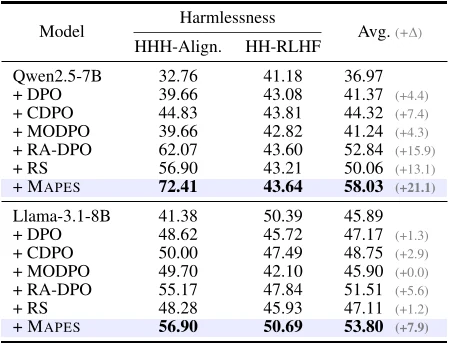 Model Harmlessness Avg. (+Δ)
HHH-Align. HH-RLHF
Qwen2.5-7B 32.76 41.18 36.97
+ DPO 39.66 43.08 41.37 (+4.4)
+ CDPO 44.83 43.81 44.32 (+7.4)
+ MODPO 39.66 42.82 41.24 (+4.3)
+ RA-DPO 62.07 43.60 52.84 (+15.9)
+ RS 56.90 43.21 50.06 (+13.1)
+ MAPES 72.41 43.64 58.03 (+21.1)
Llama-3.1-8B 41.38 50.39 45.89
+ DPO 48.62 45.72 47.17 (+1.3)
+ CDPO 50.00 47.49 48.75 (+2.9)
+ MODPO 49.70 42.10 45.90 (+0.0)
+ RA-DPO 55.17 47.84 51.51 (+5.6)
+ RS 48.28 45.93 47.11 (+1.2)
+ MAPES 56.90 50.69 53.80 (+7.9)